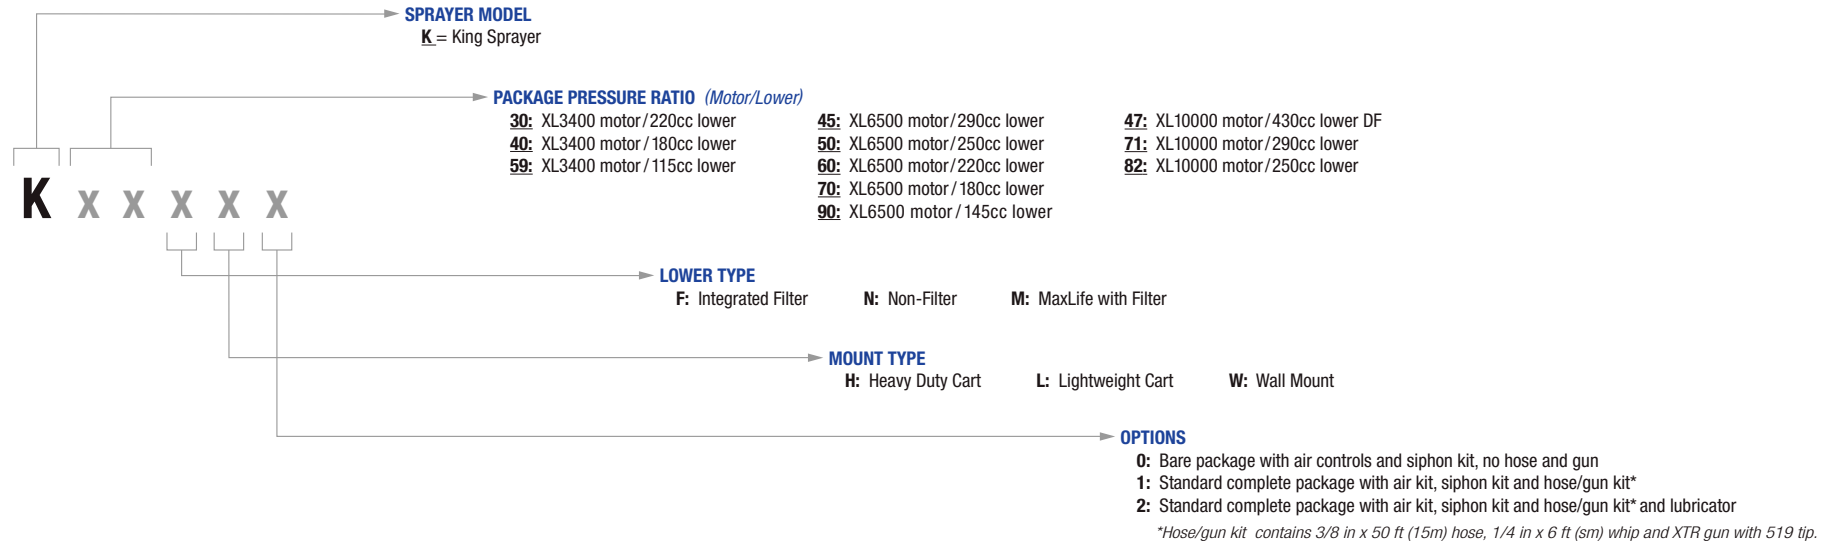 SPRAYER MODEL
K = King Sprayer
PACKAGE PRESSURE RATIO (Motor/Lower)
30: XL3400 motor/220cc lower
40: XL3400 motor/180cc lower
59: XL3400 motor/115cc lower
45: XL6500 motor/290cc lower
50: XL6500 motor/250cc lower
60: XL6500 motor/220cc lower
70: XL6500 motor/180cc lower
90: XL6500 motor/145cc lower
47: XL10000 motor/430cc lower DF
71: XL10000 motor/290cc lower
82: XL10000 motor/250cc lower
K x x x x x
LOWER TYPE
F: Integrated Filter N: Non-Filter M: MaxLife with Filter
MOUNT TYPE
H: Heavy Duty Cart L: Lightweight Cart W: Wall Mount
OPTIONS
0: Bare package with air controls and siphon kit, no hose and gun
1: Standard complete package with air kit, siphon kit and hose/gun kit*
2: Standard complete package with air kit, siphon kit and hose/gun kit* and lubricator
*Hose/gun kit contains 3/8 in x 50 ft (15m) hose, 1/4 in x 6 ft (sm) whip and XTR gun with 519 tip.